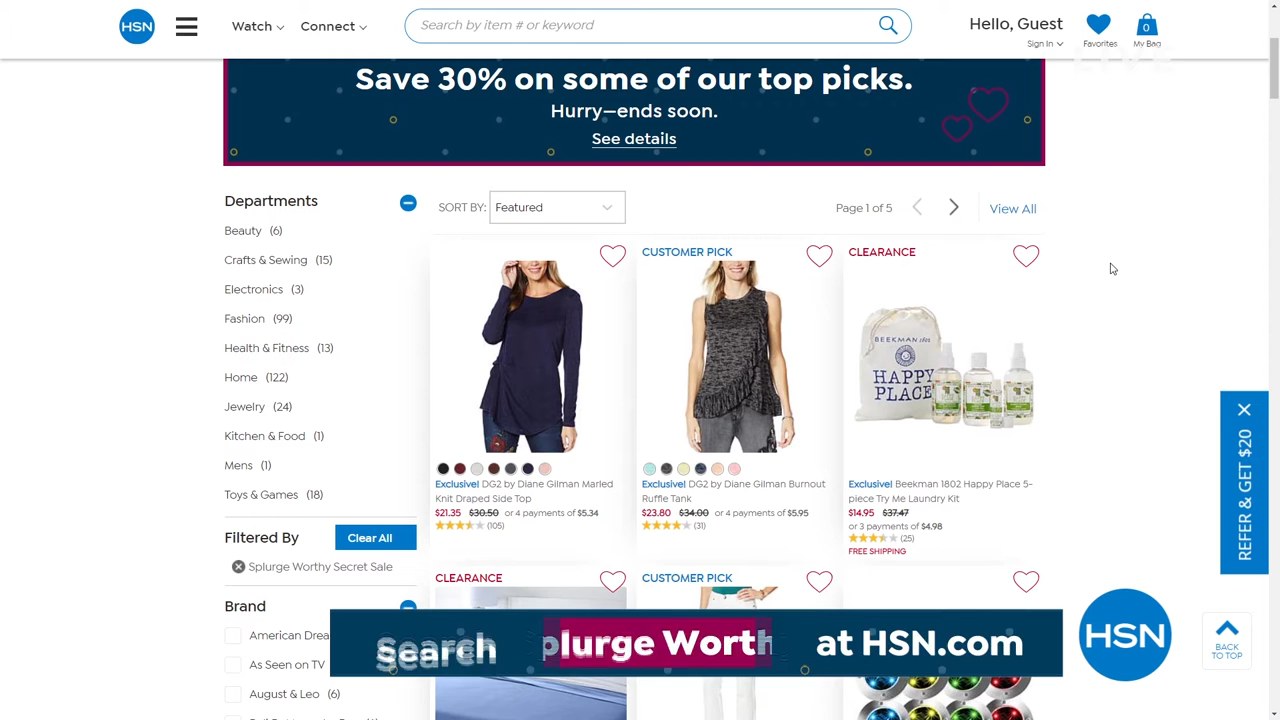 HSN
Watch
Connect
Search by item # or keyword
Hello, Guest
Sign In
Favorites
0
My Bag
Save 30% on some of our top picks.
Hurry—ends soon.
See details
Departments
Beauty (6)
Crafts & Sewing (15)
Electronics (3)
Fashion (99)
Health & Fitness (13)
Home (122)
Jewelry (24)
Kitchen & Food (1)
Mens (1)
Toys & Games (18)
Filtered By
Clear All
Splurge Worthy Secret Sale
Brand
American Drea
As Seen on TV
August & Leo (6)
SORT BY:
Featured
Page 1 of 5
View All
Exclusive! DG2 by Diane Gilman Marled
Knit Draped Side Top
$21.35 $30.50 or 4 payments of $5.34
(105)
CUSTOMER PICK
Exclusive! DG2 by Diane Gilman Burnout
Ruffle Tank
$23.80 $34.00 or 4 payments of $5.95
(31)
CLEARANCE
BEEKMAN 1802
HAPPY
PLACE
Exclusive! Beekman 1802 Happy Place 5-
piece Try Me Laundry Kit
$14.95 $37.47
or 3 payments of $4.98
(25)
FREE SHIPPING
CLEARANCE
CUSTOMER PICK
REFER & GET $20
Search plurge Worth at HSN.com
HSN
BACK
TO TOP